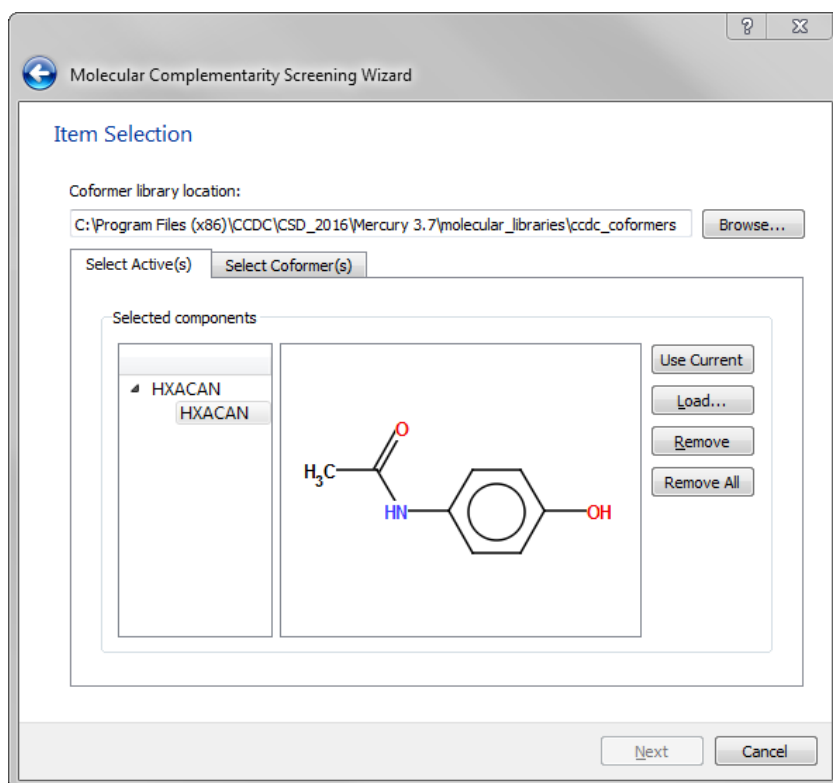 Molecular Complementarity Screening Wizard
Item Selection
Coformer library location:
C:\Program Files (x86)\CCDC\CSD_2016\Mercury 3.7\molecular_libraries\ccdc_coformers Browse...
Select Active(s) Select Coformer(s)
Selected components
HXACAN
HXACAN
O
H3C
HN
OH
Use Current
Load...
Remove
Remove All
Next Cancel